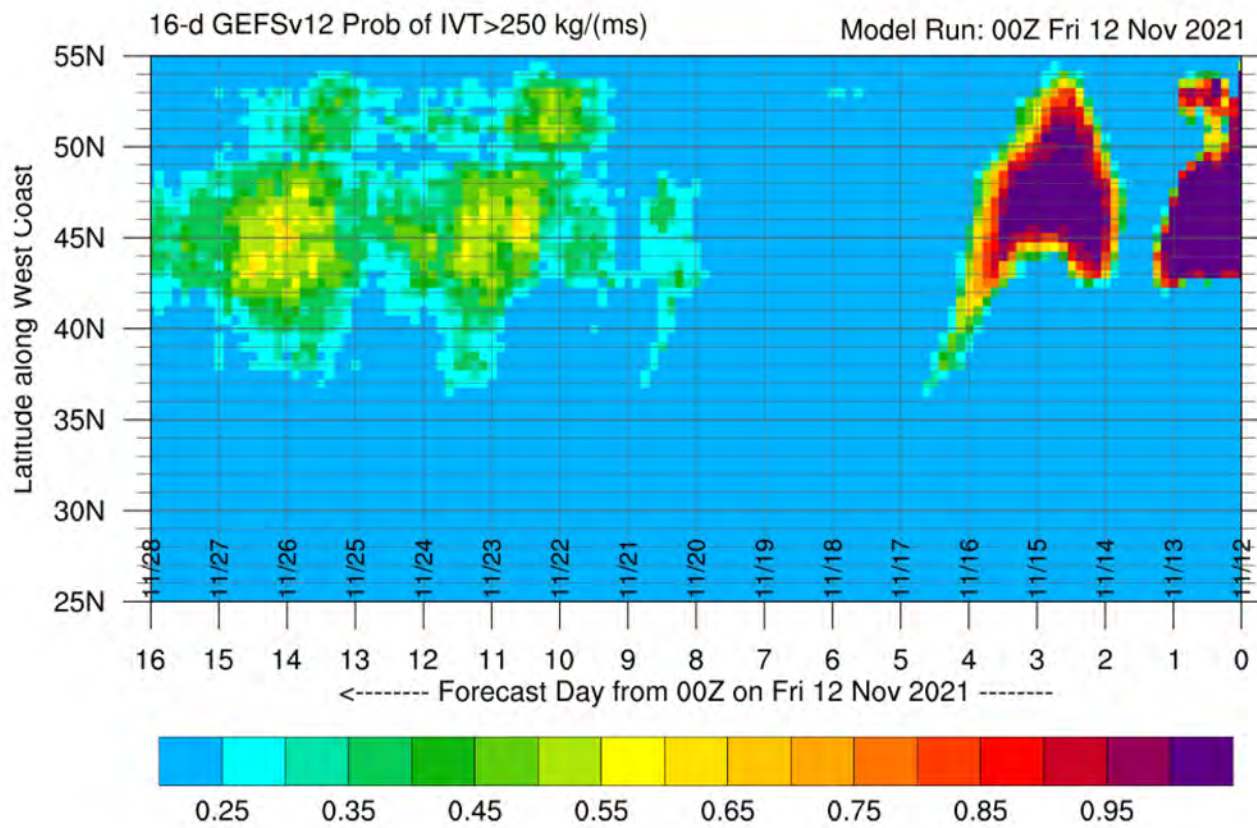 16-d GEFSv12 Prob of IVT>250 kg/(ms)
Model Run: 00Z Fri 12 Nov 2021
Latitude along West Coast
55N
50N
45N
40N
35N
30N
25N
11/28 11/27 11/26 11/25 11/24 11/23 11/22 11/21 11/20 11/19 11/18 11/17 11/16 11/15 11/14 11/13 11/12
16 15 14 13 12 11 10 9 8 7 6 5 4 3 2 1 0
<-------- Forecast Day from 00Z on Fri 12 Nov 2021 --------
0.25 0.35 0.45 0.55 0.65 0.75 0.85 0.95